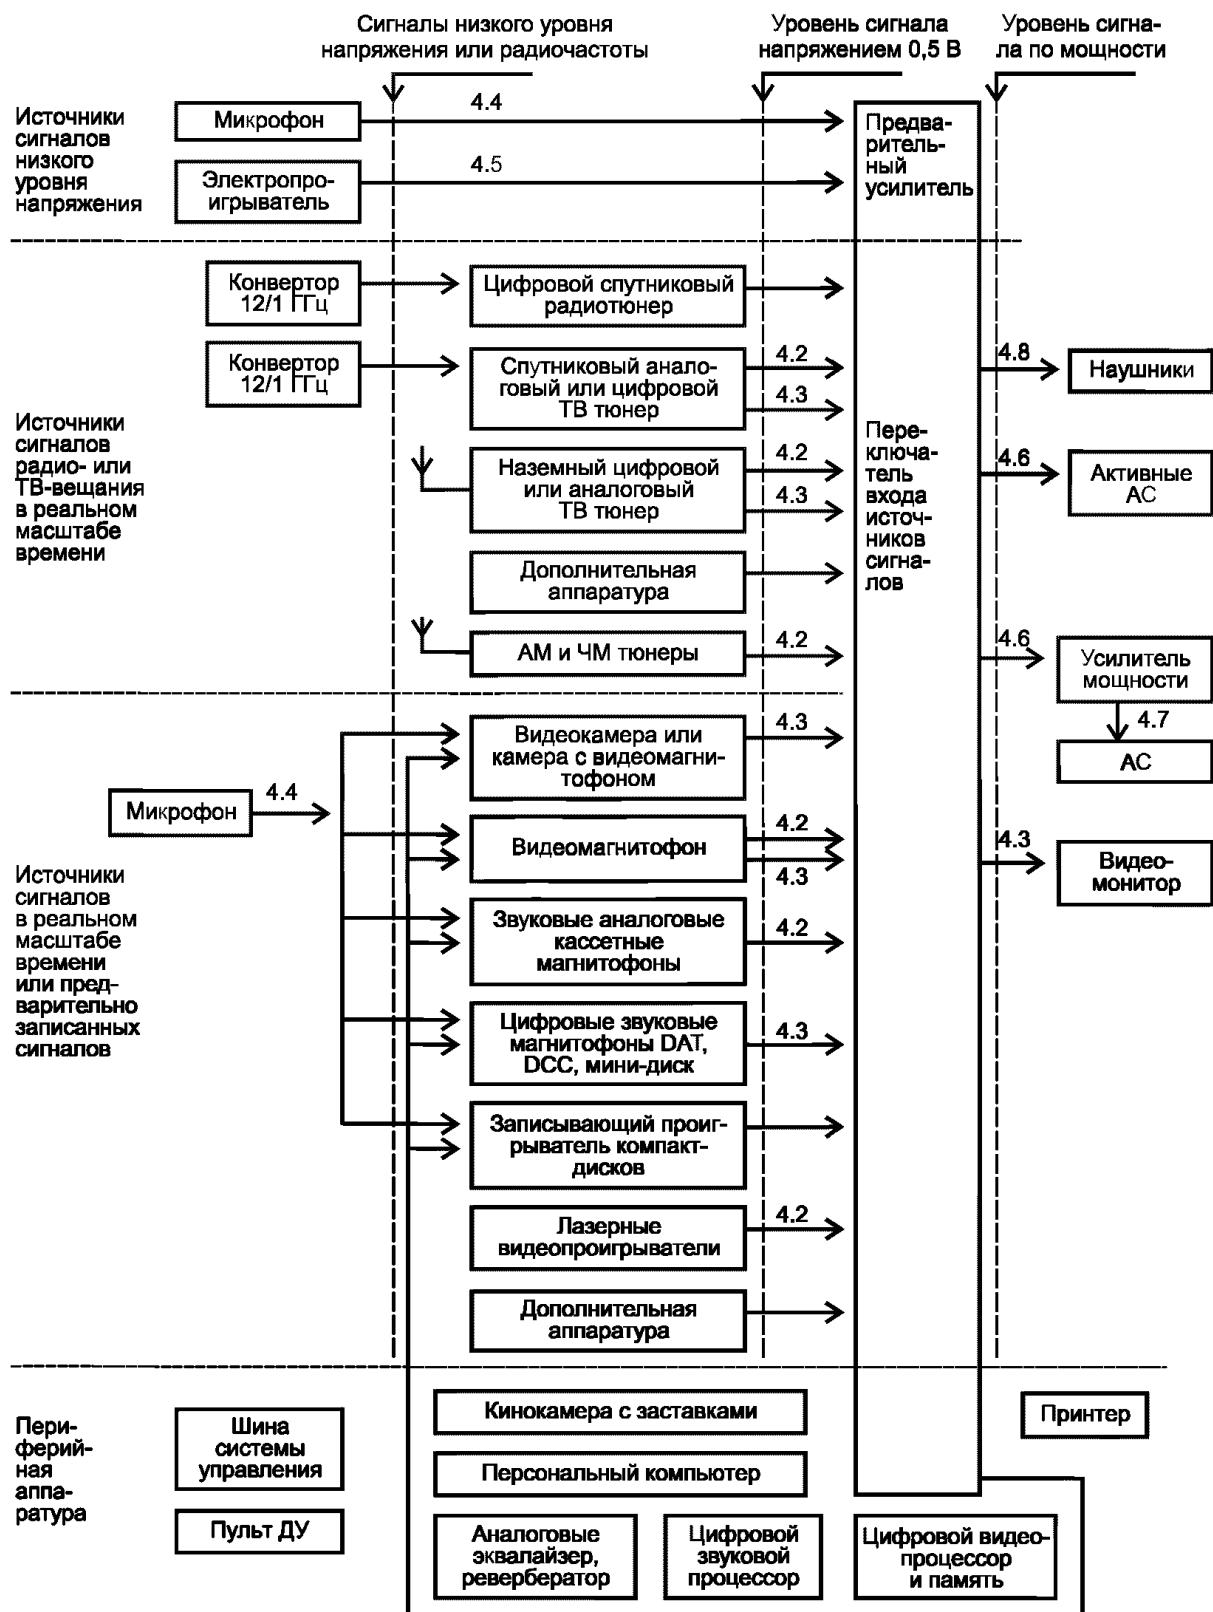 Сигналы низкого уровня
напряжения или радиочастоты
Уровень сигнала
напряжением 0,5 В
Уровень сигна-
ла по мощности
Источники
сигналов
низкого
уровня
напряжения
Микрофон
4.4
Электропро-
игрыватель
4.5
Предва-
ритель-
ный
усилитель
Источники
сигналов
радио- или
ТВ-вещания
в реальном
масштабе
времени
Конвертор
12/1 ГГц
Цифровой спутниковый
радиотюнер
Конвертор
12/1 ГГц
Спутниковый анало-
говый или цифровой
ТВ тюнер
4.2
4.3
Наземный цифровой
или аналоговый
ТВ тюнер
4.2
4.3
Дополнительная
аппаратура
АМ и ЧМ тюнеры
4.2
Пере-
ключа-
тель
входа
источ-
ников
сигна-
лов
4.8
Наушники
4.6
Активные
АС
4.6
Усилитель
мощности
4.7
АС
4.3
Видео-
монитор
Источники
сигналов
в реальном
масштабе
времени
или пред-
варительно
записанных
сигналов
Микрофон
4.4
Видеокамера или
камера с видеомагни-
тофоном
4.3
Видеомагнитофон
4.2
4.3
Звуковые аналоговые
кассетные
магнитофоны
4.2
Цифровые звуковые
магнитофоны DAT,
DCC, мини-диск
4.3
Записывающий проиг-
рыватель компакт-
дисков
Лазерные
видеопроигрыватели
4.2
Дополнительная
аппаратура
Пери-
ферий-
ная
аппа-
ратура
Шина
системы
управления
Пульт ДУ
Кинокамера с заставками
Персональный компьютер
Аналоговые
эквалайзер,
ревербератор
Цифровой
звуковой
процессор
Цифровой видео-
процессор
и память
Принтер